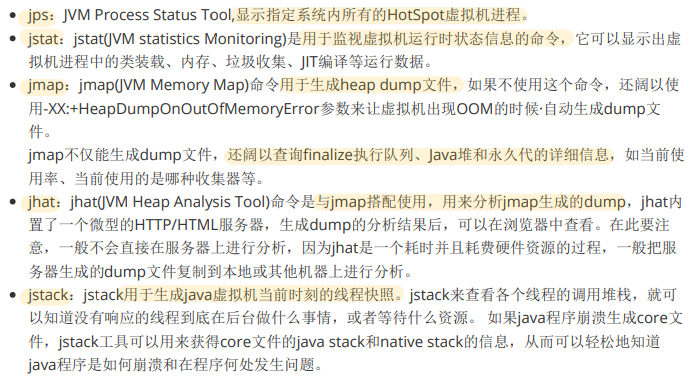 jps：JVM Process Status Tool,显示指定系统内所有的HotSpot虚拟机进程。
jstat：jstat(JVM statistics Monitoring)是用于监视虚拟机运行时状态信息的命令，它可以显示出虚
拟机进程中的类装载、内存、垃圾收集、JIT编译等运行数据。
jmap：jmap(JVM Memory Map)命令用于生成heap dump文件，如果不使用这个命令，还阔以使
用-XX:+HeapDumpOnOutOfMemoryError参数来让虚拟机出现OOM的时候·自动生成dump文
件。
jmap不仅能生成dump文件，还阔以查询finalize执行队列、Java堆和永久代的详细信息，如当前使
用率、当前使用的是哪种收集器等。
jhat：jhat(JVM Heap Analysis Tool)命令是与jmap搭配使用，用来分析jmap生成的dump，jhat内
置了一个微型的HTTP/HTML服务器，生成dump的分析结果后，可以在浏览器中查看。在此要注
意，一般不会直接在服务器上进行分析，因为jhat是一个耗时并且耗费硬件资源的过程，一般把服
务器生成的dump文件复制到本地或其他机器上进行分析。
jstack：jstack用于生成java虚拟机当前时刻的线程快照。jstack来查看各个线程的调用堆栈，就可
以知道没有响应的线程到底在后台做什么事情，或者等待什么资源。 如果java程序崩溃生成core文
件，jstack工具可以用来获得core文件的java stack和native stack的信息，从而可以轻松地知道
java程序是如何崩溃和在程序何处发生问题。